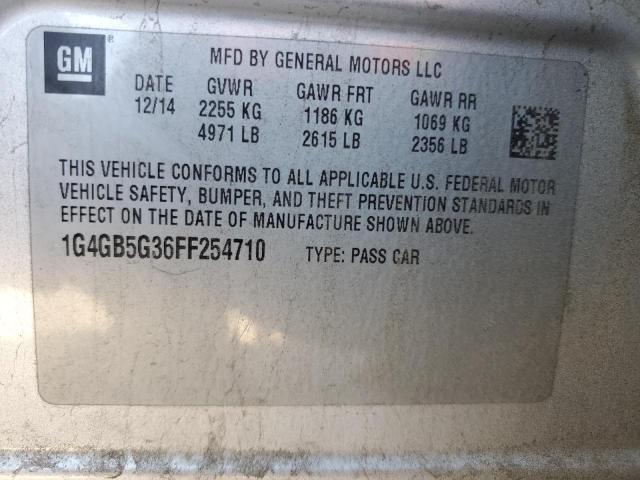 GM ®
MFD BY GENERAL MOTORS LLC
DATE GVWR GAWR FRT GAWR RR
12/14 2255 KG 1186 KG 1069 KG
4971 LB 2615 LB 2356 LB
THIS VEHICLE CONFORMS TO ALL APPLICABLE U.S. FEDERAL MOTOR
VEHICLE SAFETY, BUMPER, AND THEFT PREVENTION STANDARDS IN
EFFECT ON THE DATE OF MANUFACTURE SHOWN ABOVE.
1G4GB5G36FF254710 TYPE: PASS CAR